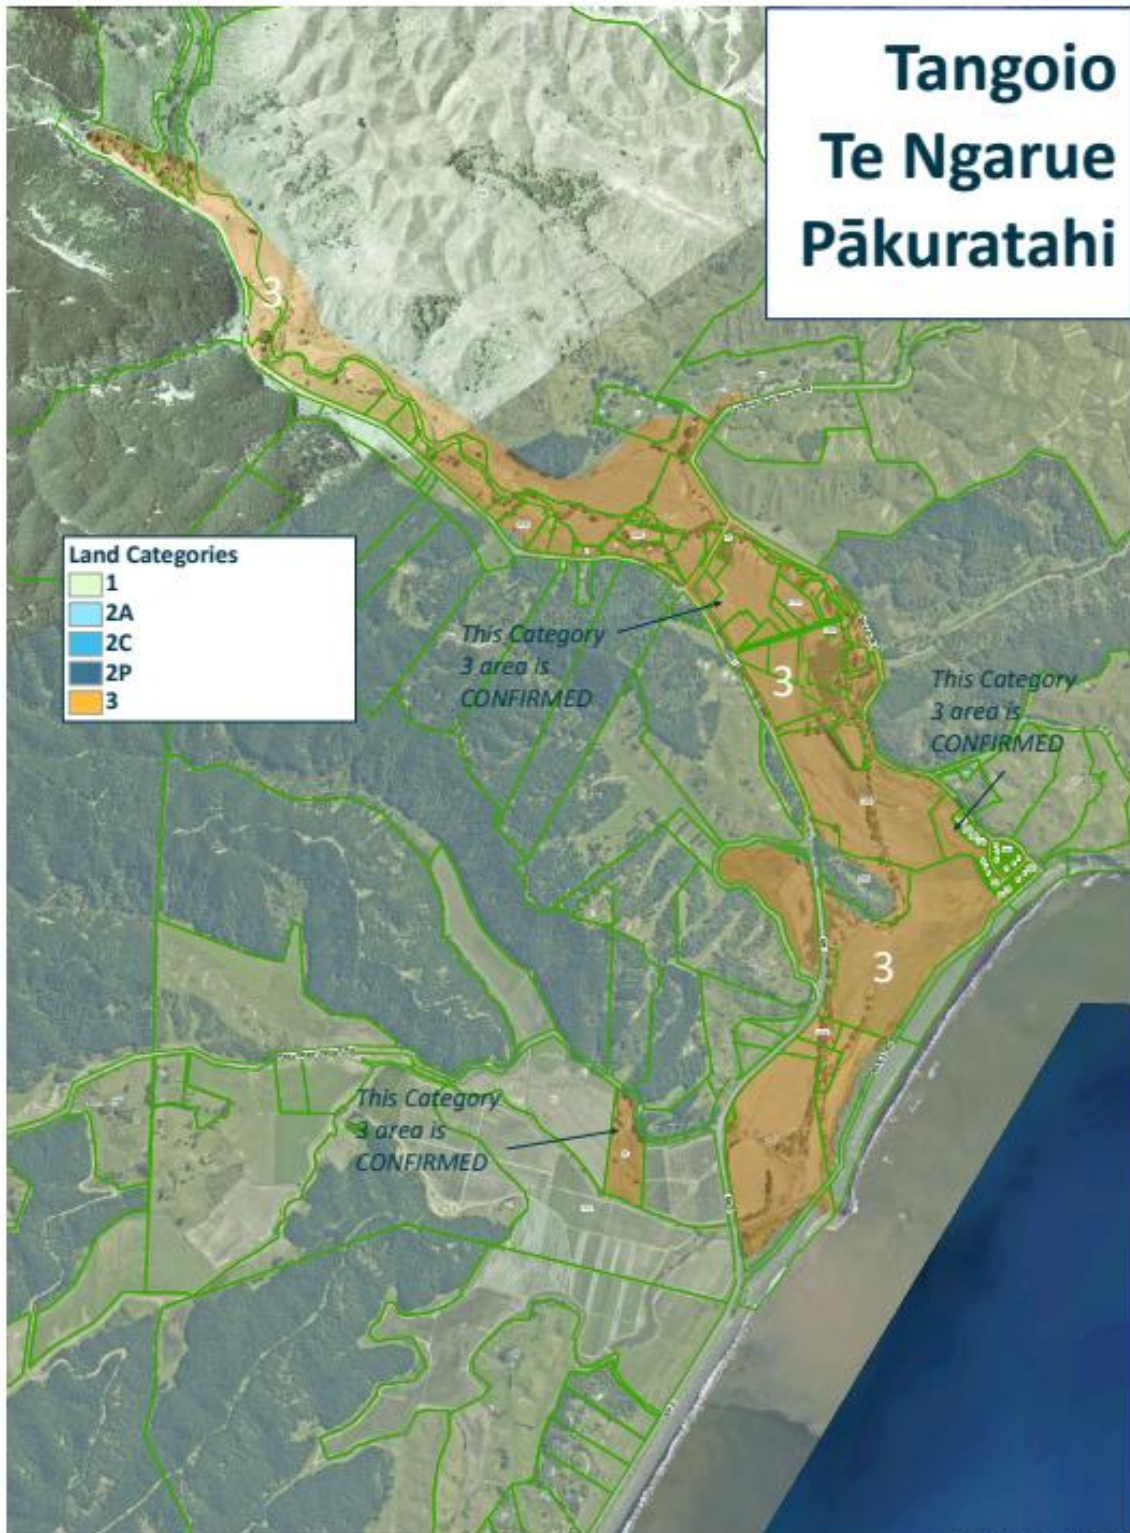 Tangoio
Te Ngarue
Pākuratahi
3
Land Categories
1
2A
2C
2P
3
This Category
3 area is
CONFIRMED
3
This Category
3 area is
CONFIRMED
3
This Category
3 area is
CONFIRMED